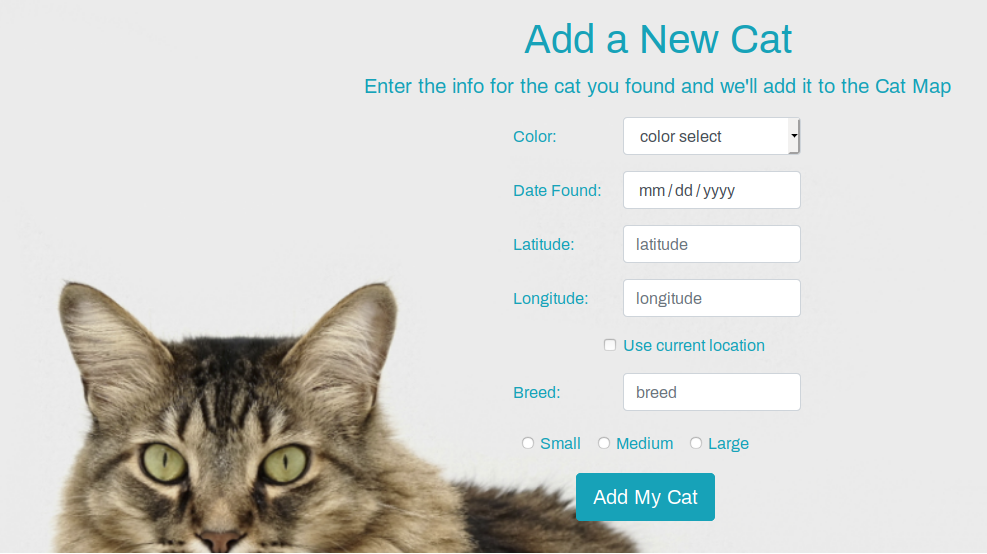 Add a New Cat
Enter the info for the cat you found and we'll add it to the Cat Map
Color: color select
Date Found: mm/dd/yyyy
Latitude: latitude
Longitude: longitude
Use current location
Breed: breed
Small Medium Large
Add My Cat